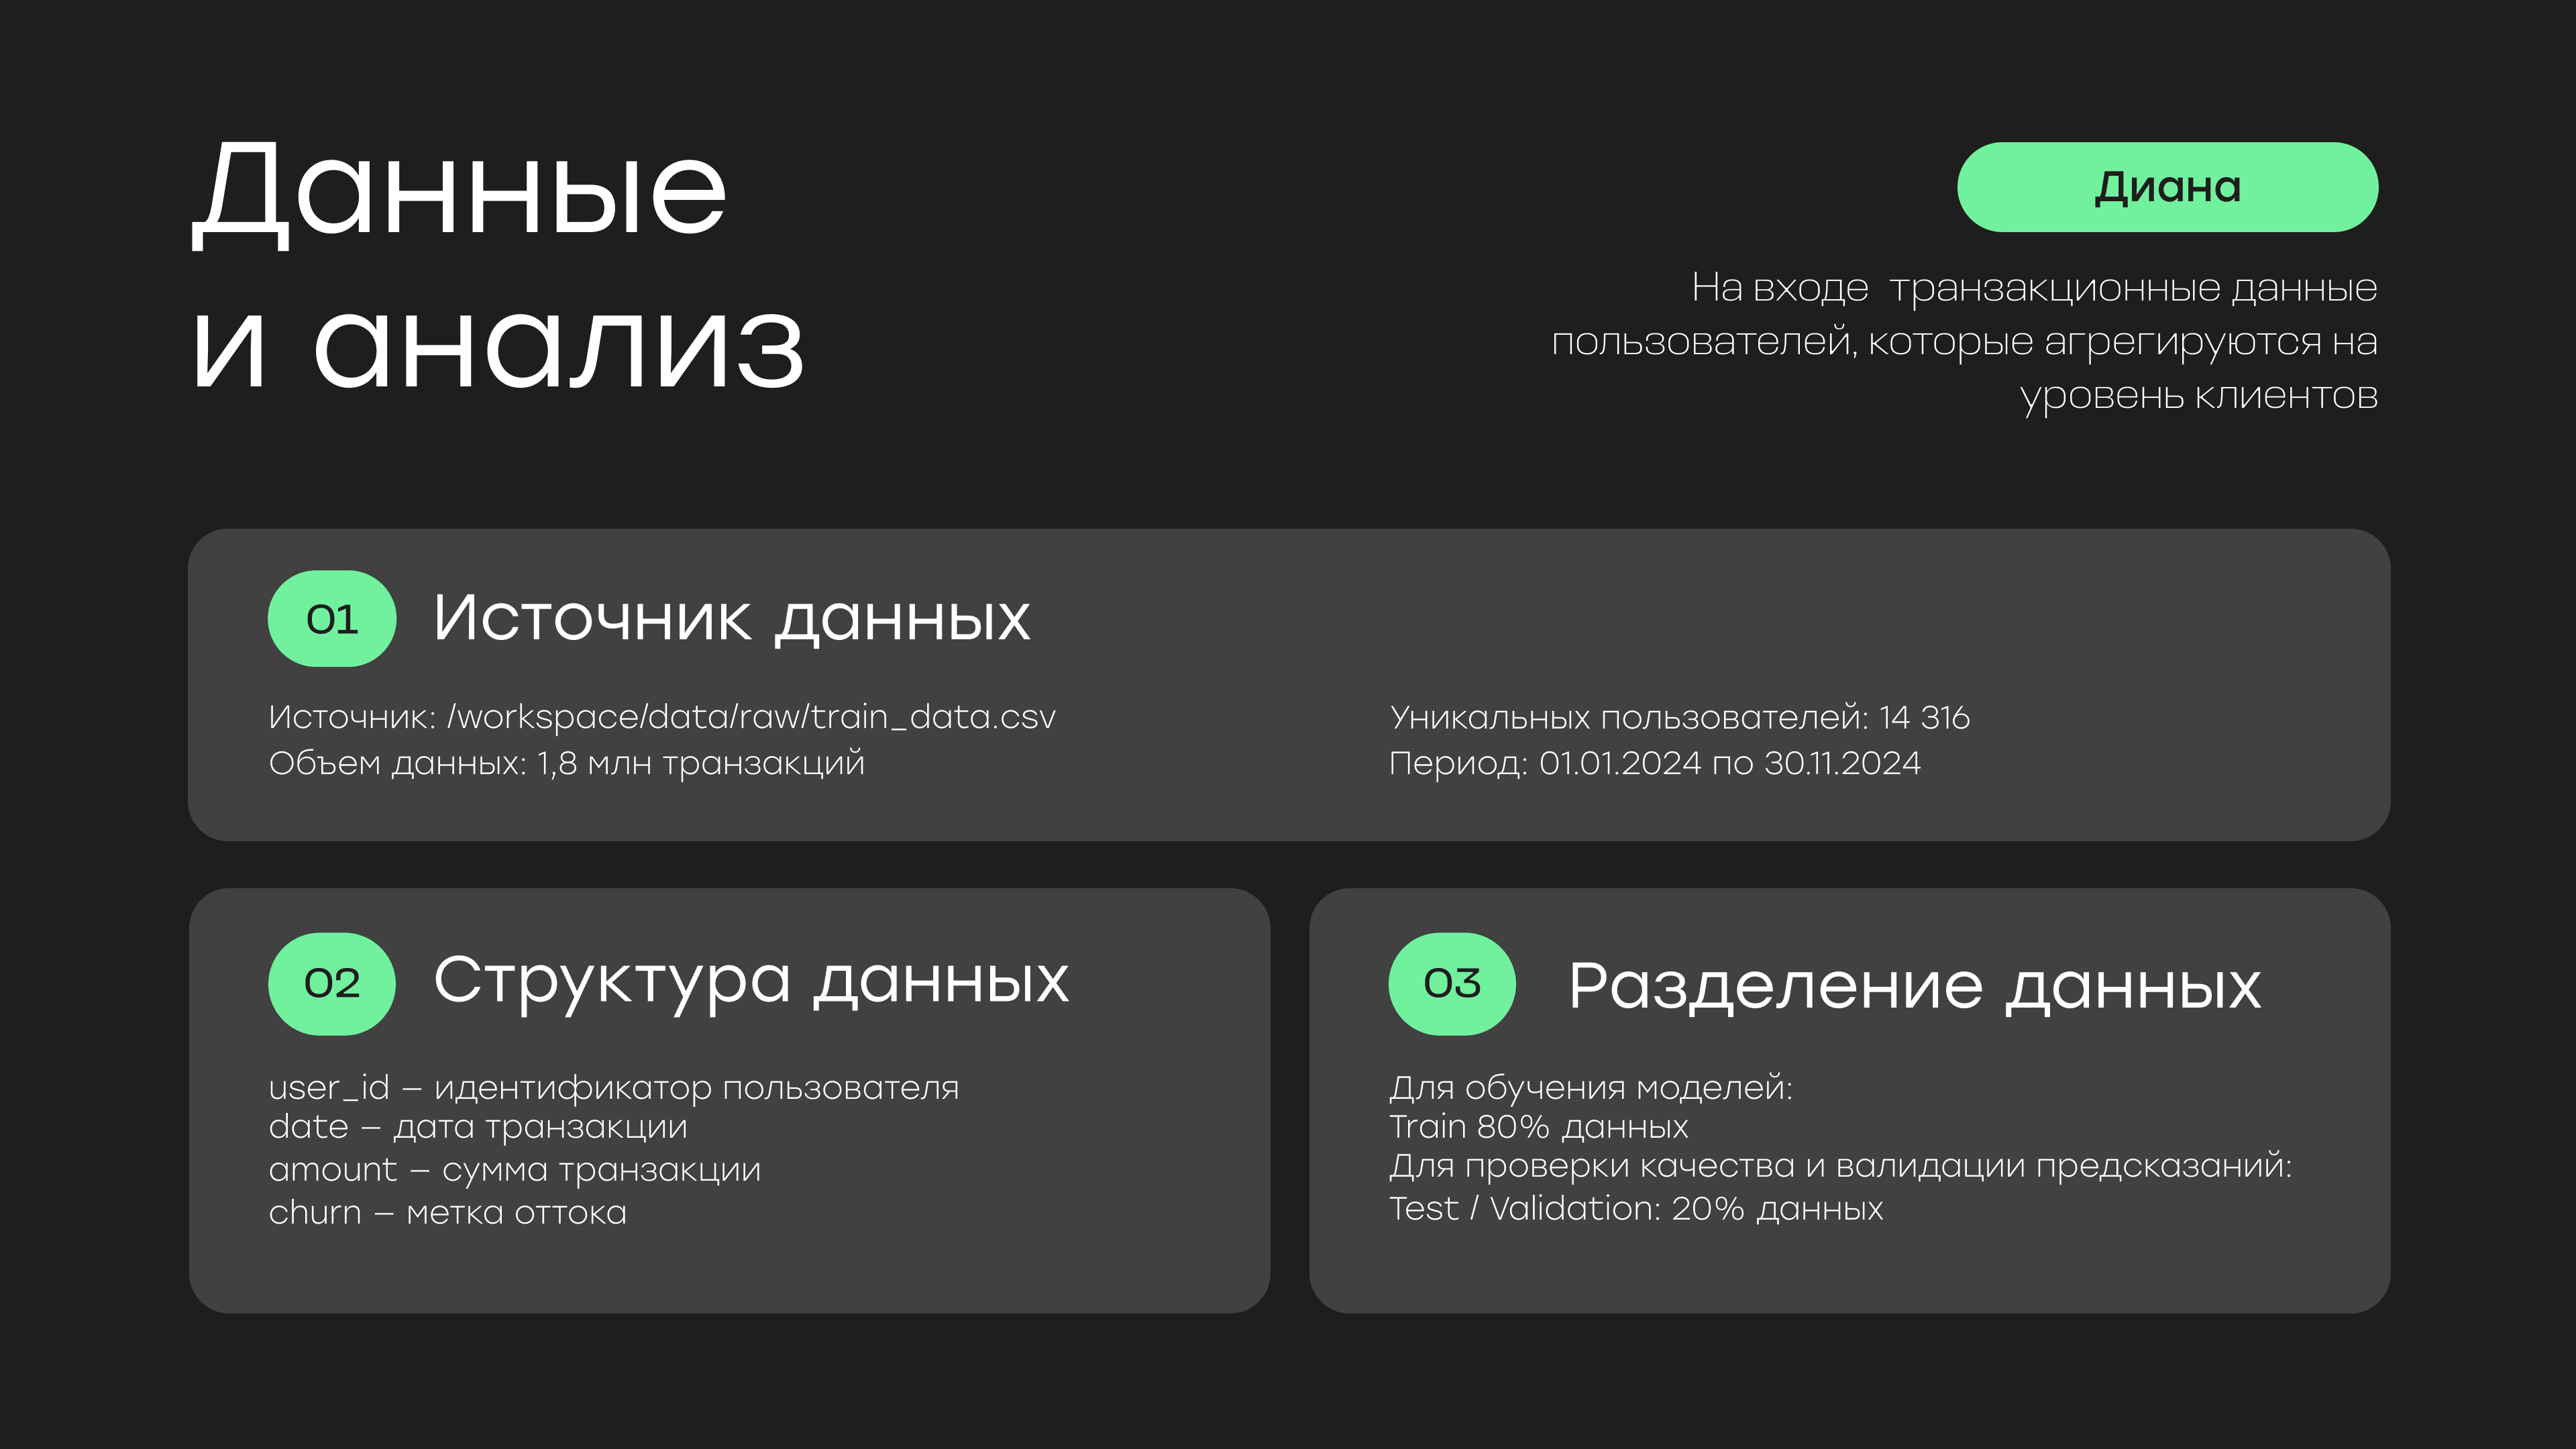 Данные
и анализ
Диана
На входе  транзакционные данные
пользователей, которые агрегируются на
уровень клиентов
01
Источник данных
Источник: /workspace/data/raw/train_data.csv
Объем данных: 1,8 млн транзакций
Уникальных пользователей: 14 316
Период: 01.01.2024 по 30.11.2024
02
Структура данных
user_id – идентификатор пользователя
date – дата транзакции
amount – сумма транзакции
churn – метка оттока
03
Разделение данных
Для обучения моделей:
Train 80% данных
Для проверки качества и валидации предсказаний:
Test / Validation: 20% данных